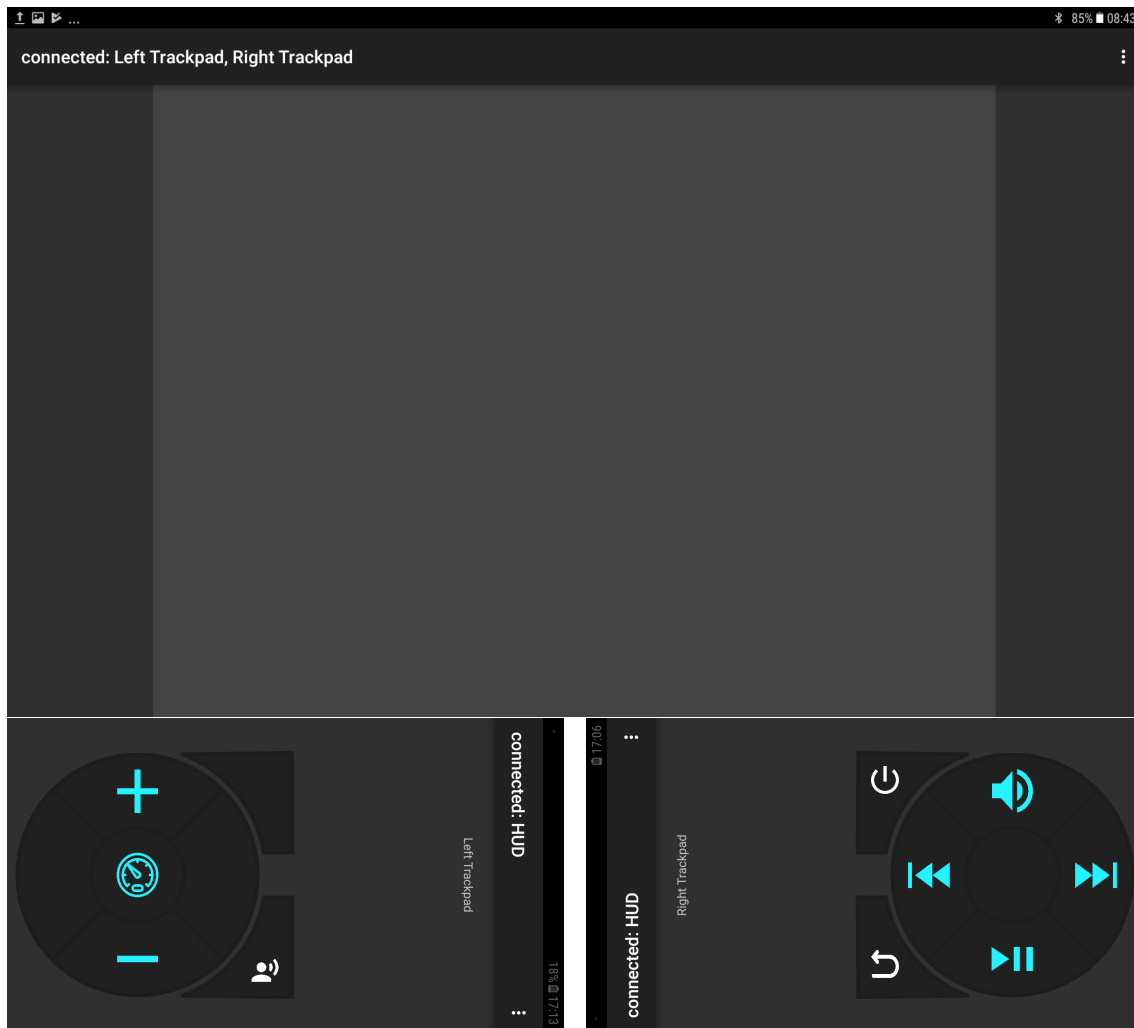 ...
85% 08:43
connected: Left Trackpad, Right Trackpad
connected: HUD
Left Trackpad
18% 17:13
17:06
connected: HUD
Right Trackpad